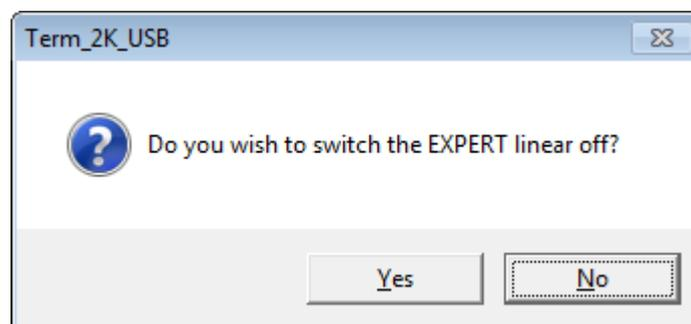 Term_2K_USB
Do you wish to switch the EXPERT linear off?
Yes
No